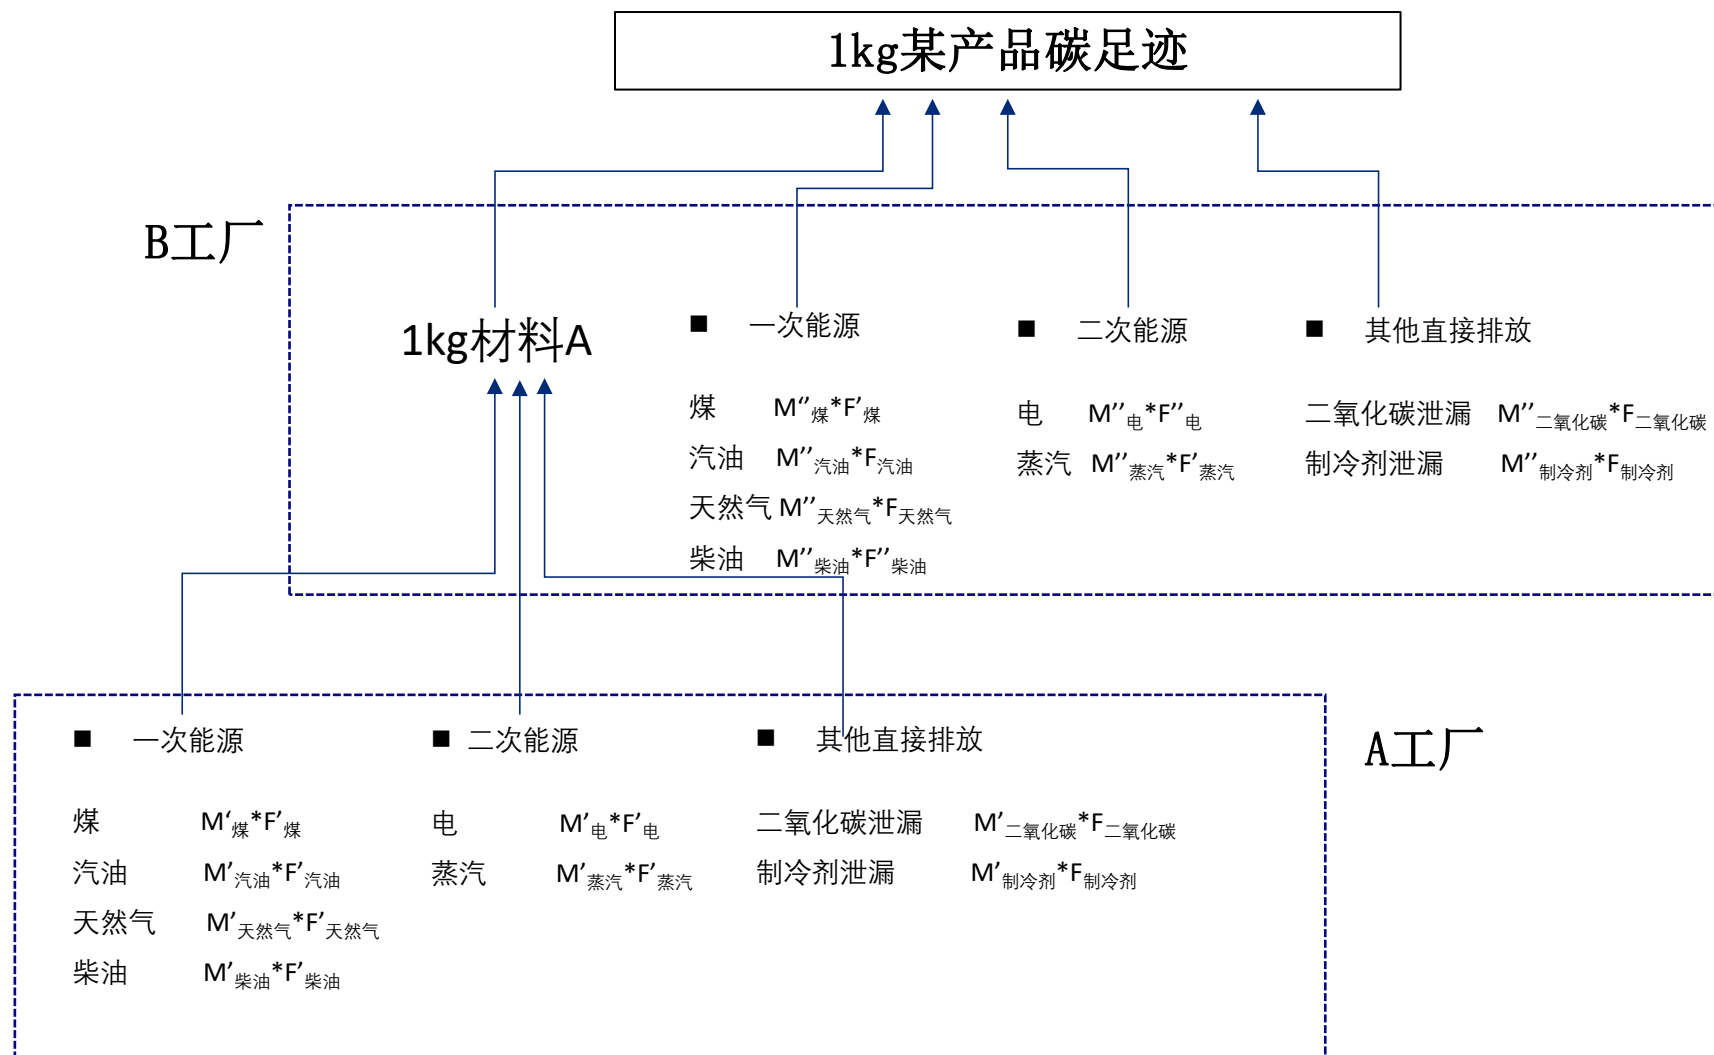 1kg某产品碳足迹
B工厂
1kg材料A
■ 一次能源
煤 M''煤*F'煤
汽油 M''汽油*F汽油
天然气 M''天然气*F天然气
柴油 M''柴油*F''柴油
■ 二次能源
电 M''电*F''电
蒸汽 M''蒸汽*F'蒸汽
■ 其他直接排放
二氧化碳泄漏 M''二氧化碳*F二氧化碳
制冷剂泄漏 M''制冷剂*F制冷剂
A工厂
■ 一次能源
煤 M‘煤*F’煤
汽油 M’汽油*F’汽油
天然气 M’天然气*F’天然气
柴油 M’柴油*F’柴油
■ 二次能源
电 M’电*F’电
蒸汽 M’蒸汽*F’蒸汽
■ 其他直接排放
二氧化碳泄漏 M’二氧化碳*F二氧化碳
制冷剂泄漏 M’制冷剂*F制冷剂